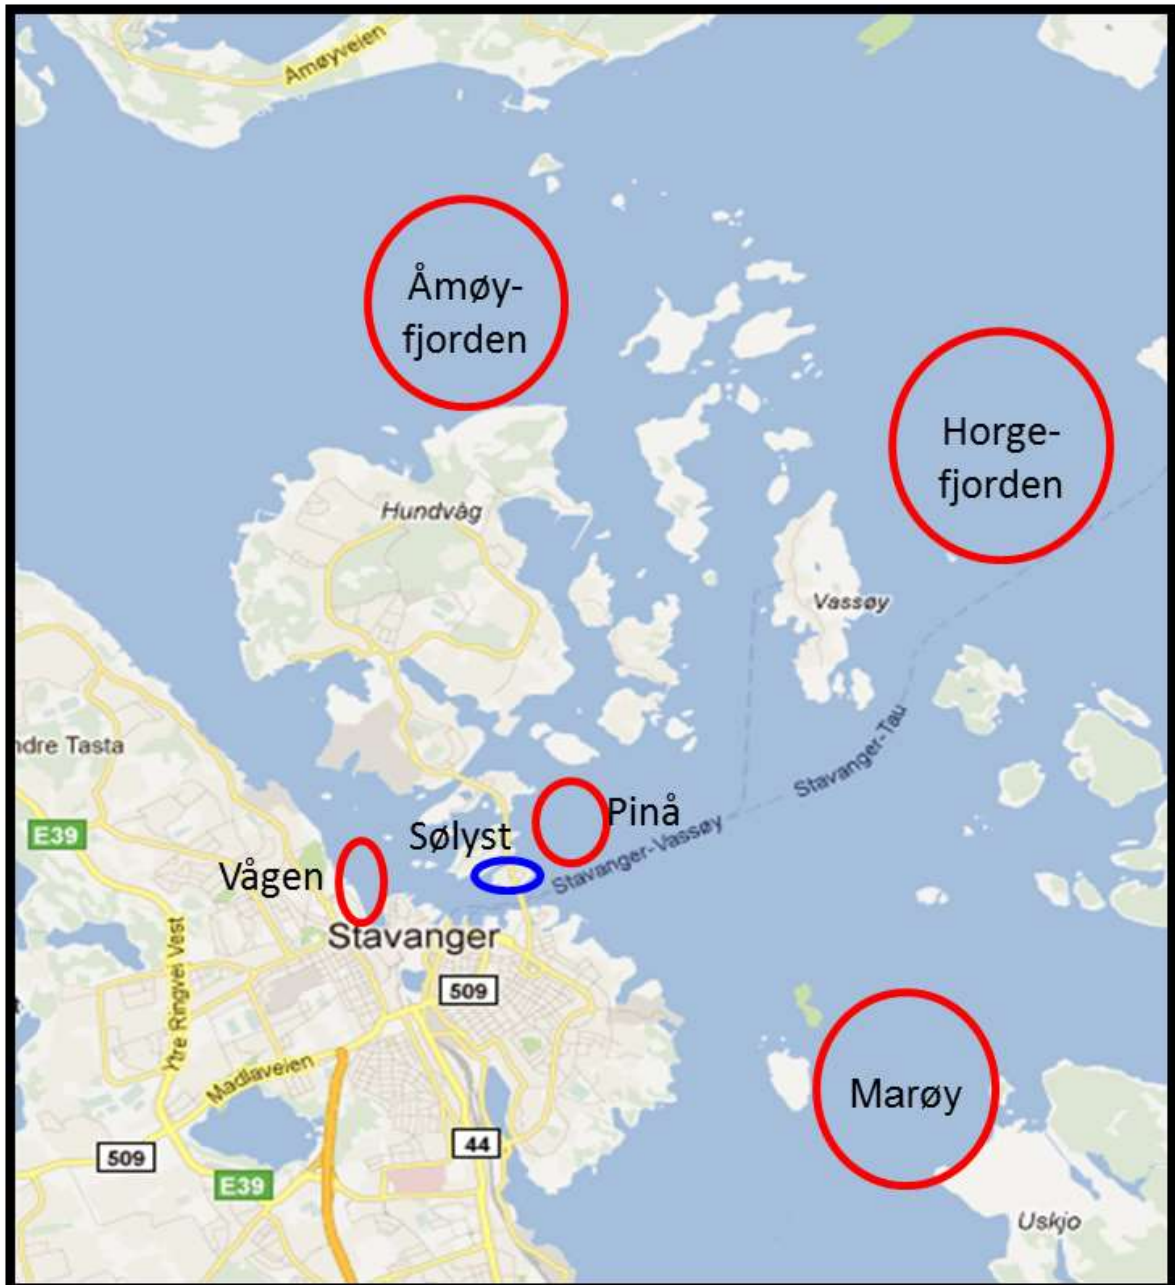 Åmøyveien
Åmøy-
fjorden
Horge-
fjorden
Hundvåg
Vassøy
ndre Tasta
Stavanger-Tau
Pinå
Sølyst
Stavanger-Vassøy
E39
Vågen
Stavanger
509
Ytre Ringvei Vest
Madlaveien
Marøy
44
509
E39
Uskjo